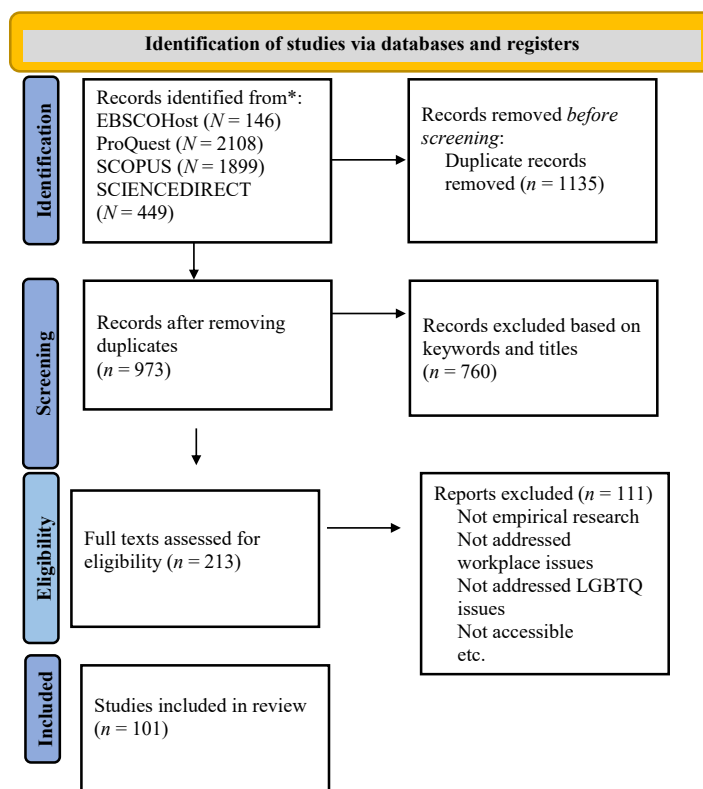 Identification of studies via databases and registers
Identification
Records identified from*:
EBSCOHost (N = 146)
ProQuest (N = 2108)
SCOPUS (N = 1899)
SCIENCEDIRECT
(N = 449)
Records removed before
screening:
Duplicate records
removed (n = 1135)
Screening
Records after removing
duplicates
(n = 973)
Records excluded based on
keywords and titles
(n = 760)
Eligibility
Full texts assessed for
eligibility (n = 213)
Reports excluded (n = 111)
Not empirical research
Not addressed
workplace issues
Not addressed LGBTQ
issues
Not accessible
etc.
Included
Studies included in review
(n = 101)